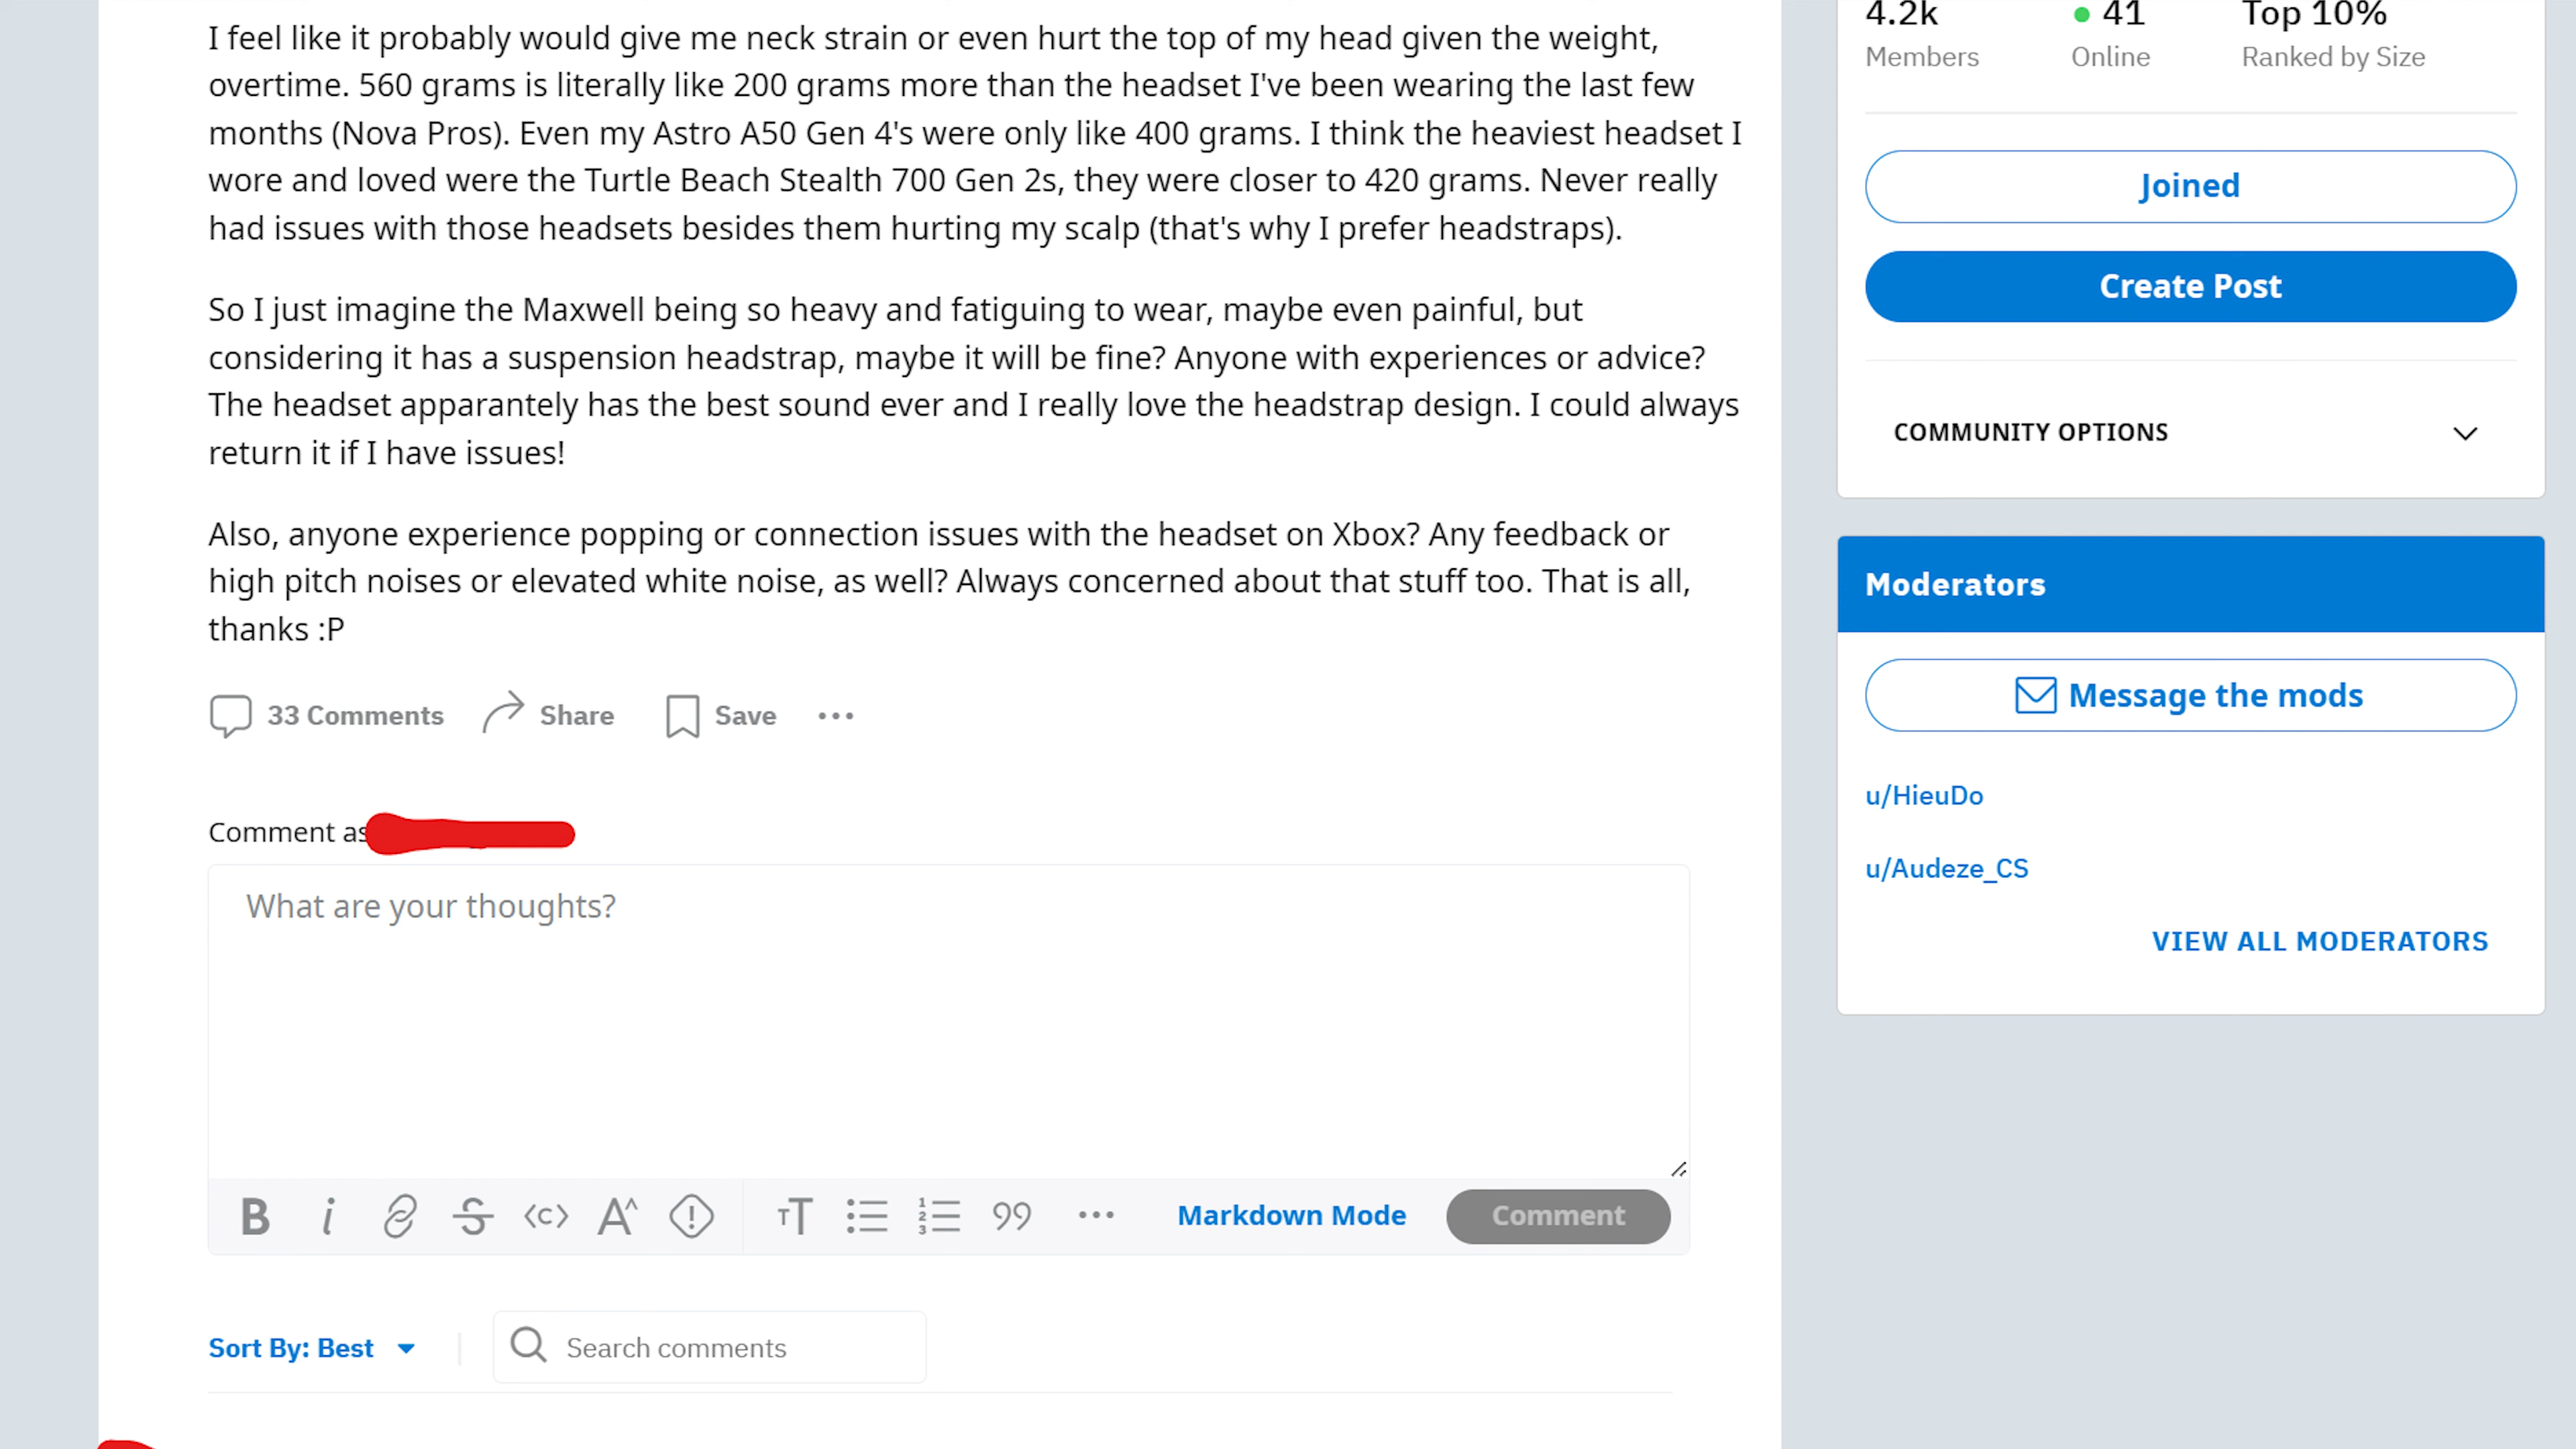 I feel like it probably would give me neck strain or even hurt the top of my head given the weight,
overtime. 560 grams is literally like 200 grams more than the headset I've been wearing the last few
months (Nova Pros). Even my Astro A50 Gen 4's were only like 400 grams. I think the heaviest headset I
wore and loved were the Turtle Beach Stealth 700 Gen 2s, they were closer to 420 grams. Never really
had issues with those headsets besides them hurting my scalp (that's why I prefer headstraps).
So I just imagine the Maxwell being so heavy and fatiguing to wear, maybe even painful, but
considering it has a suspension headstrap, maybe it will be fine? Anyone with experiences or advice?
The headset apparantely has the best sound ever and I really love the headstrap design. I could always
return it if I have issues!
Also, anyone experience popping or connection issues with the headset on Xbox? Any feedback or
high pitch noises or elevated white noise, as well? Always concerned about that stuff too. That is all,
thanks :P
33 Comments Share Save
Comment as
What are your thoughts?
Markdown Mode Comment
Sort By: Best Search comments
4.2k 41 Top 10%
Members Online Ranked by Size
Joined
Create Post
COMMUNITY OPTIONS
Moderators
Message the mods
u/HieuDo
u/Audeze_CS
VIEW ALL MODERATORS